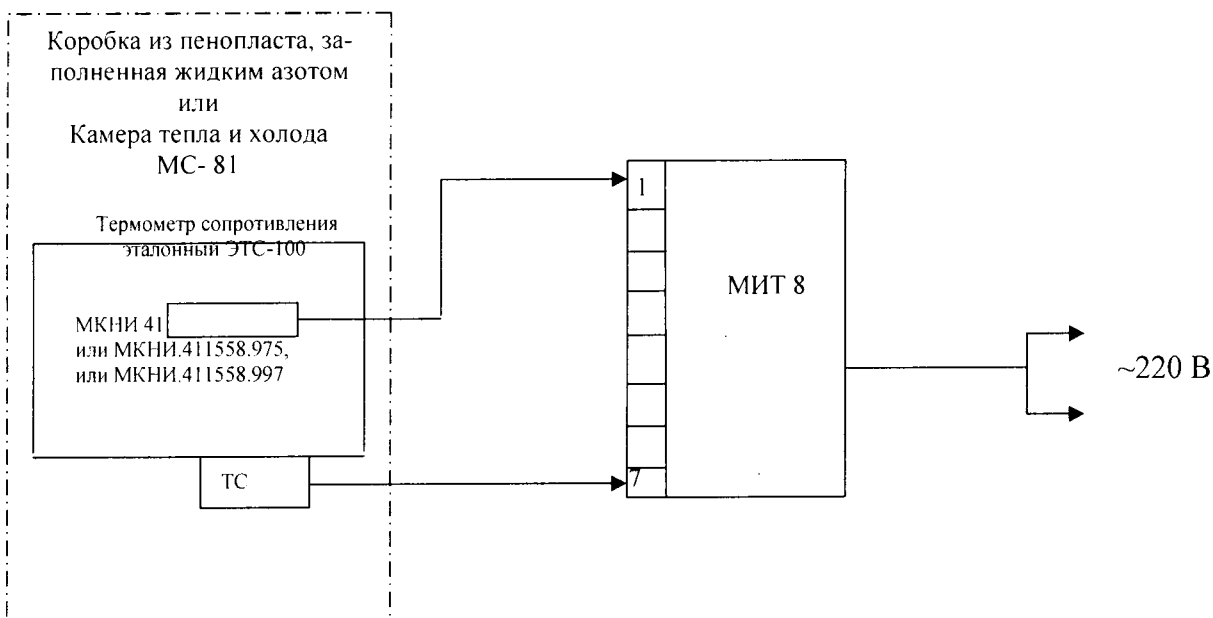 Коробка из пенопласта, за-
полненная жидким азотом
или
Камера тепла и холода
МС- 81
Термометр сопротивления
эталонный ЭТС-100
МКНИ 41
или МКНИ.411558.975,
или МКНИ.411558.997
ТС
1
7
МИТ 8
~220 В